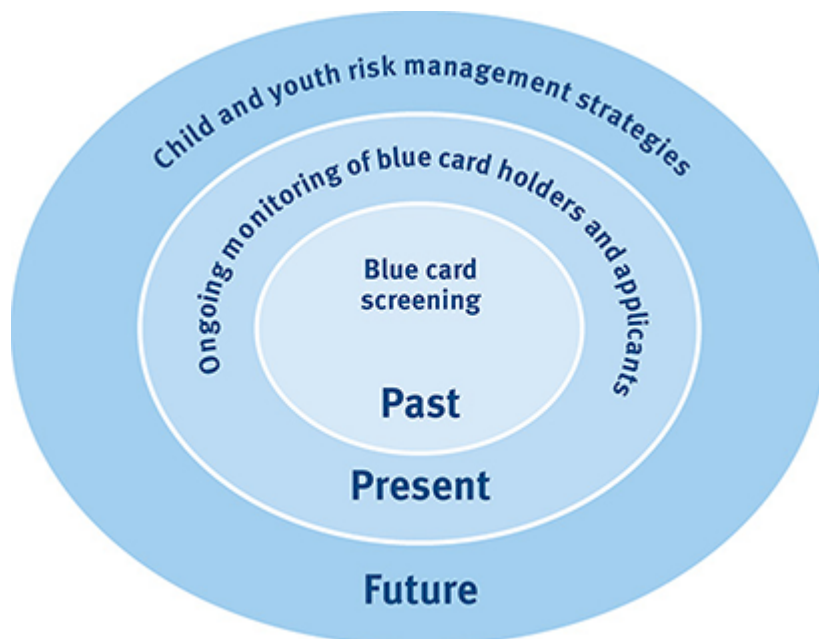 Child and youth risk management strategies
Ongoing monitoring of blue card holders and applicants
Blue card
screening
Past
Present
Future